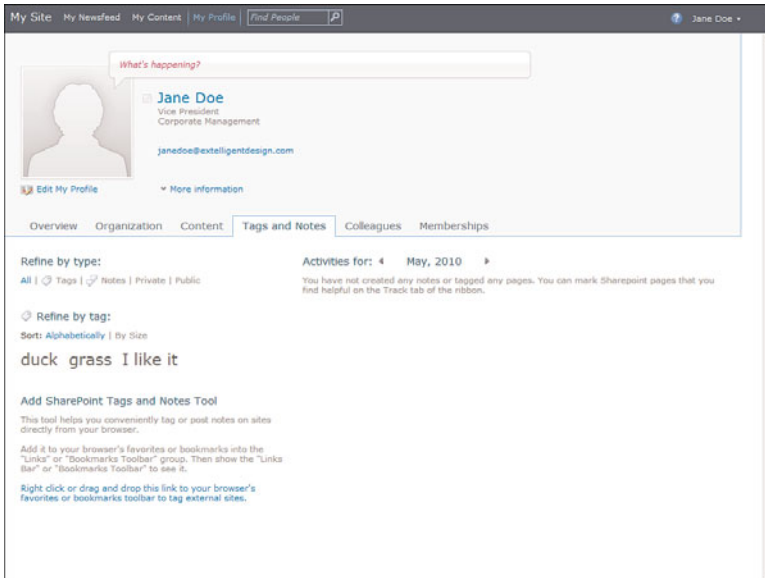 My Site My Newsfeed My Content | My Profile | Find People Jane Doe
What's happening?
Jane Doe
Vice President
Corporate Management
janedoe@extelligentdesign.com
Edit My Profile More information
Overview Organization Content Tags and Notes Colleagues Memberships
Refine by type:
All | Tags | Notes | Private | Public
Activities for: May, 2010
You have not created any notes or tagged any pages. You can mark Sharepoint pages that you
find helpful on the Track tab of the ribbon.
Refine by tag:
Sort: Alphabetically | By Size
duck grass I like it
Add SharePoint Tags and Notes Tool
This tool helps you conveniently tag or post notes on sites
directly from your browser.
Add it to your browser's favorites or bookmarks into the
"Links" or "Bookmarks Toolbar" group. Then show the "Links
Bar" or "Bookmarks Toolbar" to see it.
Right click or drag and drop this link to your browser's
favorites or bookmarks toolbar to tag external sites.